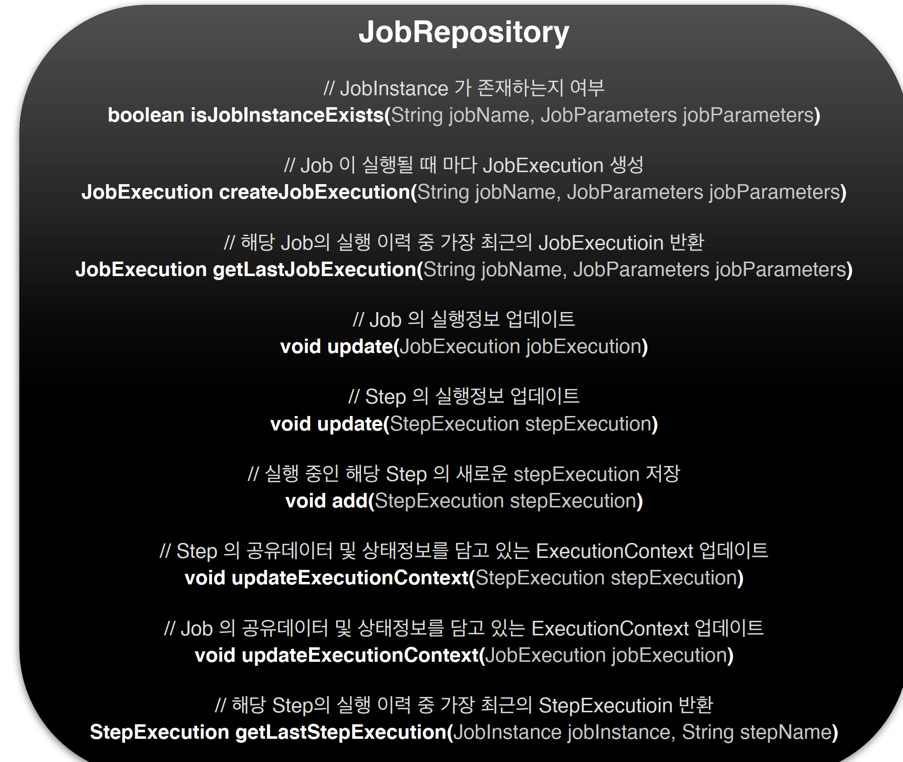 JobRepository
// JobInstance 가 존재하는지 여부
boolean isJobInstanceExists(String jobName, JobParameters jobParameters)
// Job 이 실행될 때 마다 JobExecution 생성
JobExecution createJobExecution(String jobName, JobParameters jobParameters)
// 해당 Job의 실행 이력 중 가장 최근의 JobExecutioin 반환
JobExecution getLastJobExecution(String jobName, JobParameters jobParameters)
// Job 의 실행정보 업데이트
void update(JobExecution jobExecution)
// Step 의 실행정보 업데이트
void update(StepExecution stepExecution)
// 실행 중인 해당 Step 의 새로운 stepExecution 저장
void add(StepExecution stepExecution)
// Step 의 공유데이터 및 상태정보를 담고 있는 ExecutionContext 업데이트
void updateExecutionContext(StepExecution stepExecution)
// Job 의 공유데이터 및 상태정보를 담고 있는 ExecutionContext 업데이트
void updateExecutionContext(JobExecution jobExecution)
// 해당 Step의 실행 이력 중 가장 최근의 StepExecutioin 반환
StepExecution getLastStepExecution(JobInstance jobInstance, String stepName)